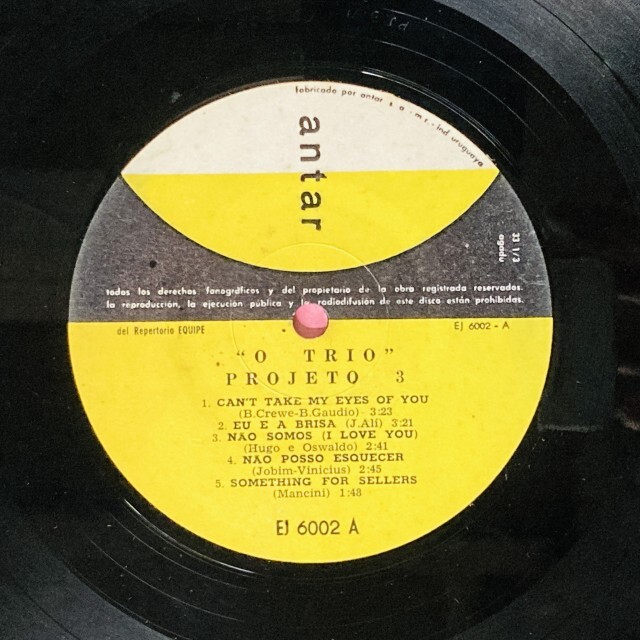 fabricado por antar t. e. - m. r. - ind. uruguaya
antar
33 1/3
agadu
todos los derechos fonográficos y del propietario de la obra registrada reservados.
la reproducción, la ejecución pública y la radiodifusión de este disco están prohibidas.
del Repertorio EQUIPE
EJ 6002 - A
"O TRIO"
PROJETO 3
1. CAN'T TAKE MY EYES OF YOU
(B.Crewe-B.Gaudio) 3:23
2. EU E A BRISA (J.Alí) 3:21
3. NAO SOMOS (I LOVE YOU)
(Hugo e Oswaldo) 2:41
4. NAO POSSO ESQUECER
(Jobim-Vinicius) 2:45
5. SOMETHING FOR SELLERS
(Mancini) 1:48
EJ 6002 A